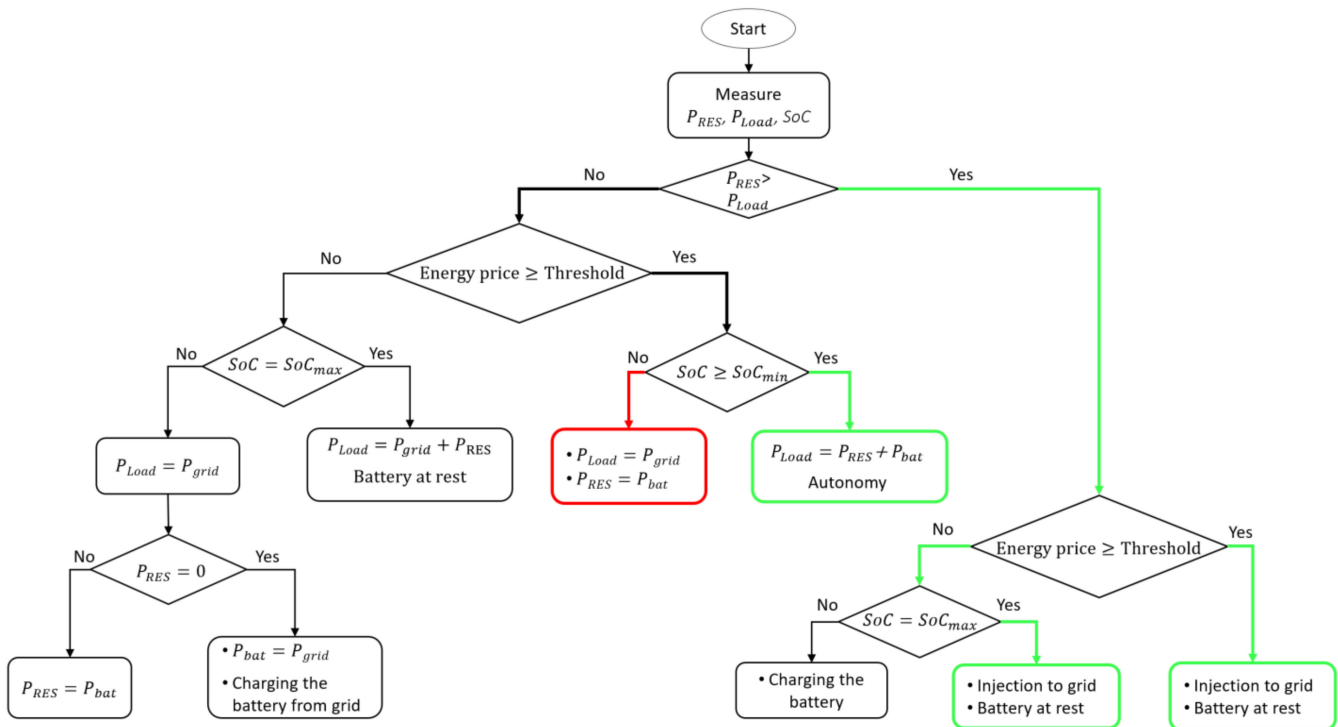 Start
Measure
P_RES, P_Load, SoC
P_RES>
P_Load
No
Yes
Energy price ≥ Threshold
No
Yes
SoC = SoC_max
No
Yes
SoC ≥ SoC_min
No
Yes
P_Load = P_grid
P_Load = P_grid + P_RES
Battery at rest
• P_Load = P_grid
• P_RES = P_bat
P_Load = P_RES + P_bat
Autonomy
P_RES = 0
No
Yes
P_RES = P_bat
• P_bat = P_grid
• Charging the
battery from grid
Energy price ≥ Threshold
No
Yes
SoC = SoC_max
No
Yes
• Charging the
battery
• Injection to grid
• Battery at rest
• Injection to grid
• Battery at rest